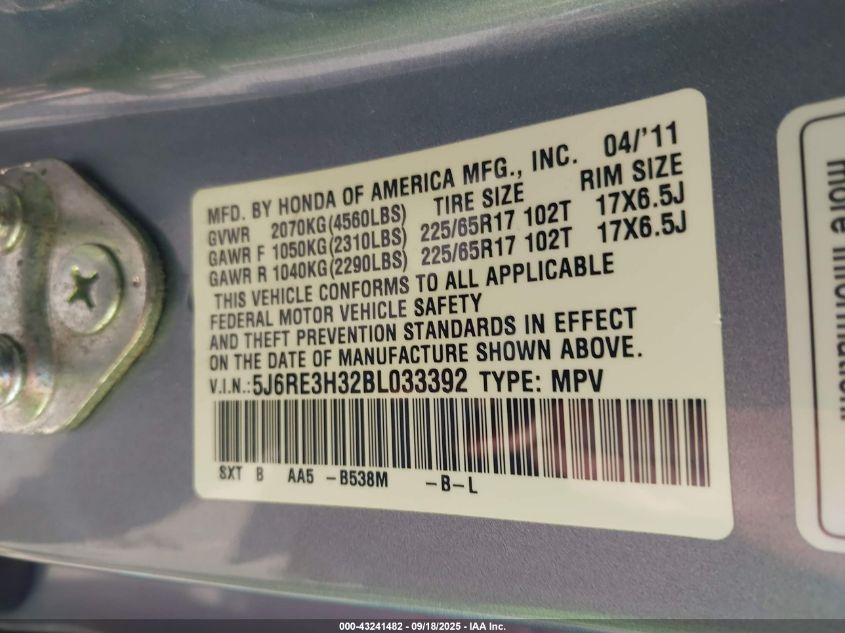 MFD. BY HONDA OF AMERICA MFG., INC. 04/'11
TIRE SIZE RIM SIZE
GVWR 2070KG(4560LBS)
GAWR F 1050KG(2310LBS) 225/65R17 102T 17X6.5J
GAWR R 1040KG(2290LBS) 225/65R17 102T 17X6.5J
THIS VEHICLE CONFORMS TO ALL APPLICABLE
FEDERAL MOTOR VEHICLE SAFETY
AND THEFT PREVENTION STANDARDS IN EFFECT
ON THE DATE OF MANUFACTURE SHOWN ABOVE.
V.I.N.:5J6RE3H32BL033392 TYPE: MPV
SXT B AA5 -B538M -B-L
more information
000-43241482 - 09/18/2025 - IAA Inc.